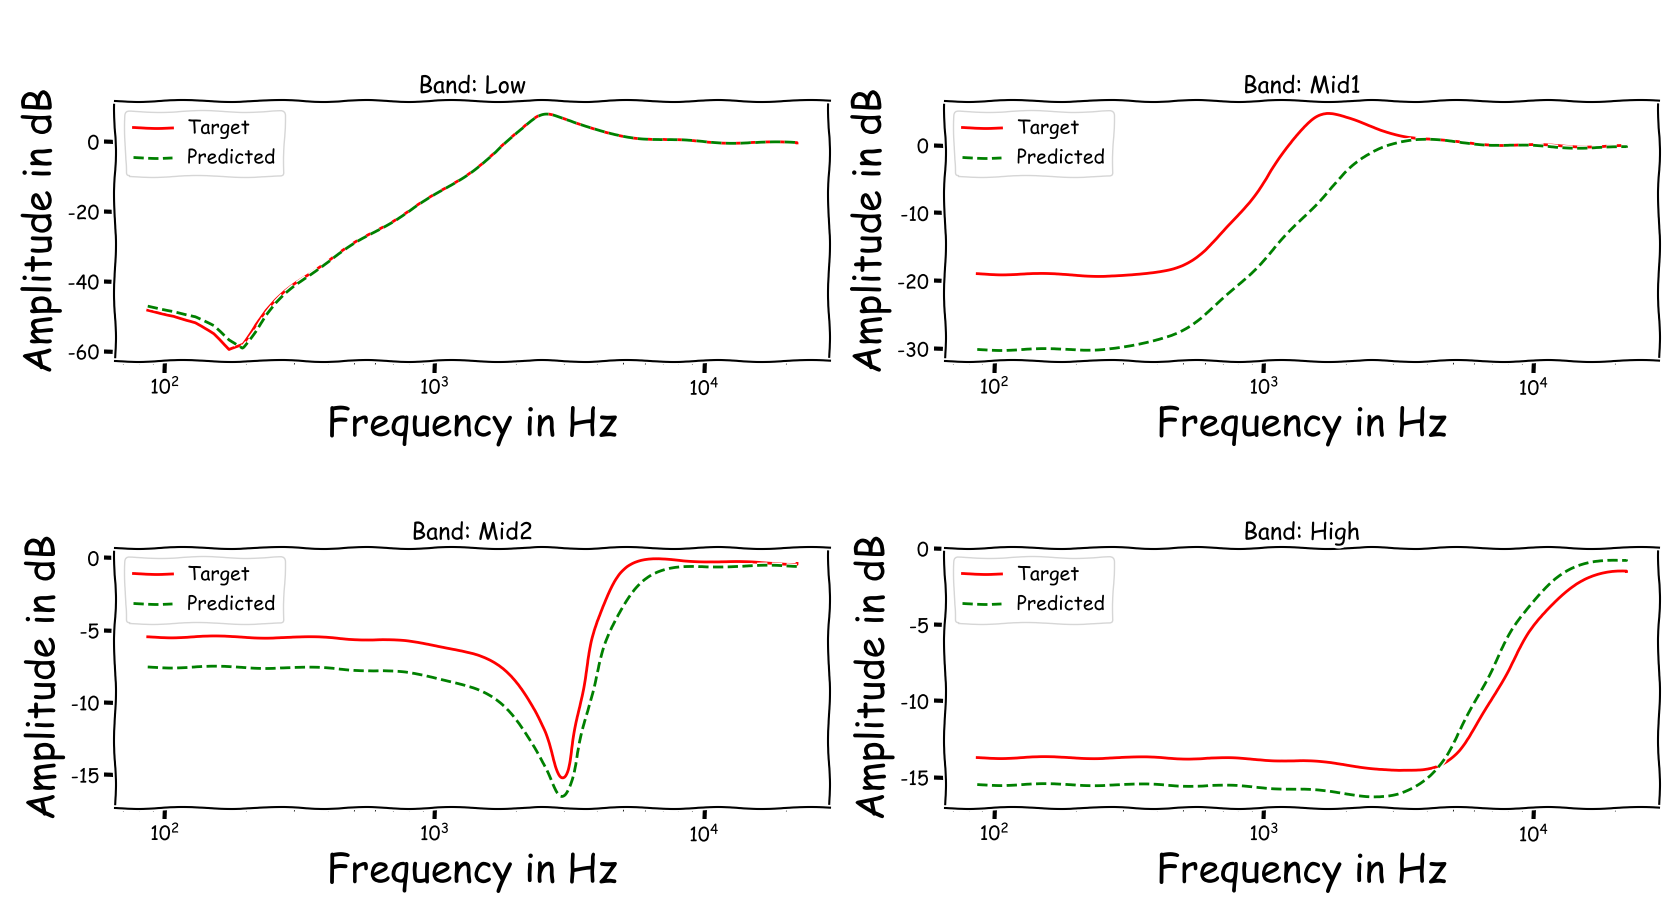 Band: Low
Amplitude in dB
0
-20
-40
-60
Target
Predicted
10²
10³
10⁴
Frequency in Hz
Band: Mid1
Amplitude in dB
0
-10
-20
-30
Target
Predicted
10²
10³
10⁴
Frequency in Hz
Band: Mid2
Amplitude in dB
0
-5
-10
-15
Target
Predicted
10²
10³
10⁴
Frequency in Hz
Band: High
Amplitude in dB
0
-5
-10
-15
Target
Predicted
10²
10³
10⁴
Frequency in Hz